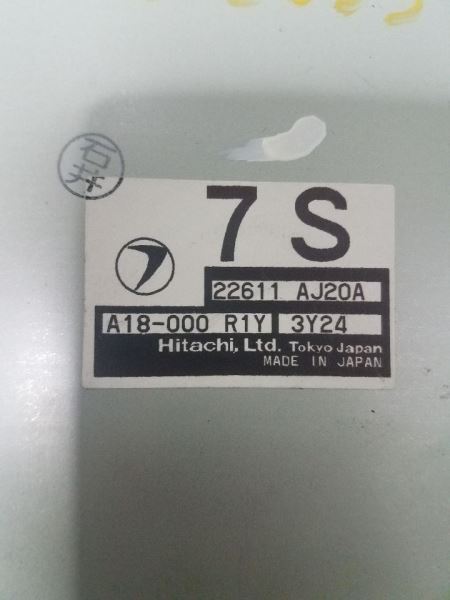 石井
7 S
22611 AJ20A
A18-000 R1Y 3Y24
Hitachi, Ltd. Tokyo Japan
MADE IN JAPAN